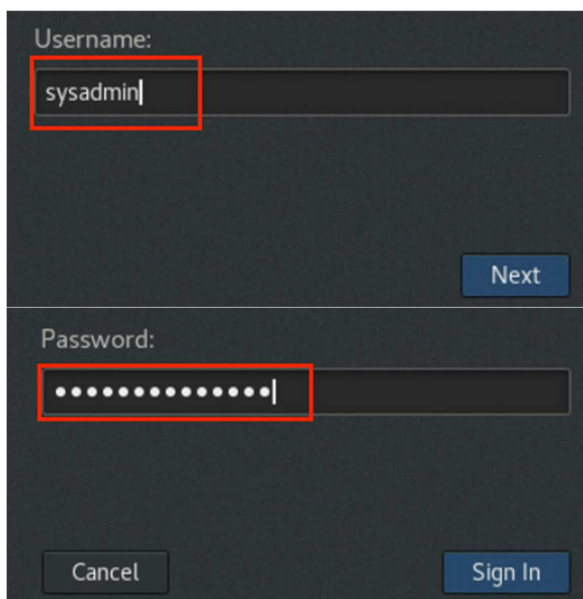 Username:
sysadmin
Next
Password:
••••••••••••••
Cancel
Sign In